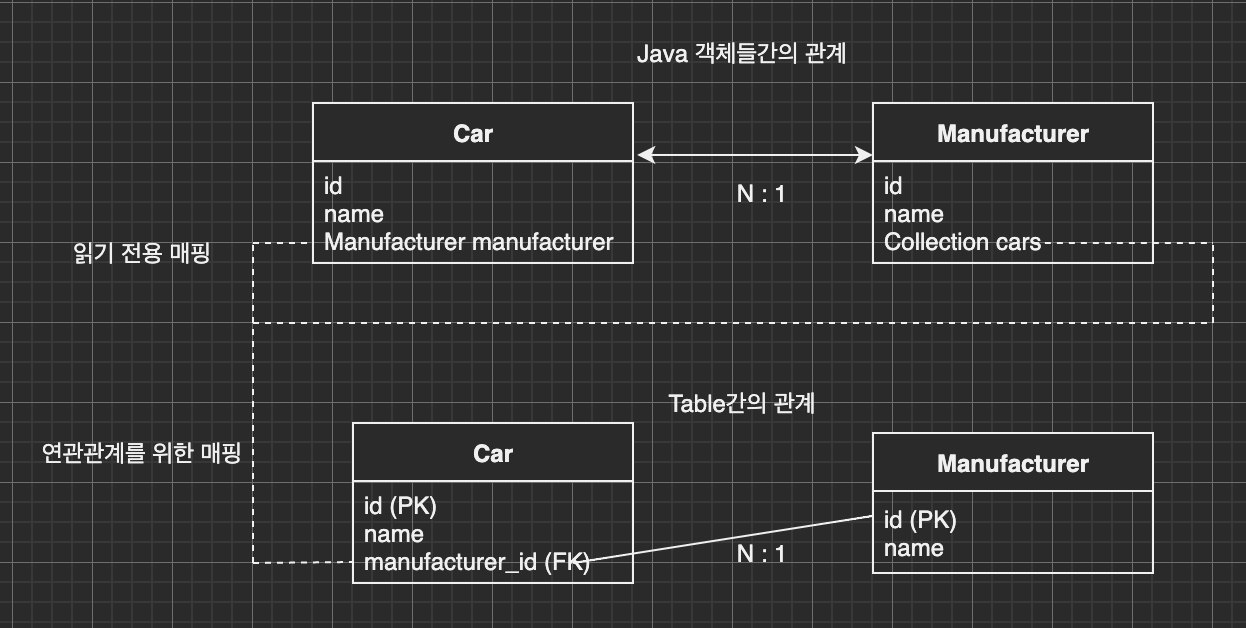 Java 객체들간의 관계
Car
Manufacturer
id
name
Manufacturer manufacturer
N : 1
id
name
Collection cars
읽기 전용 매핑
Table간의 관계
연관관계를 위한 매핑
Car
Manufacturer
id (PK)
name
manufacturer_id (FK)
N : 1
id (PK)
name